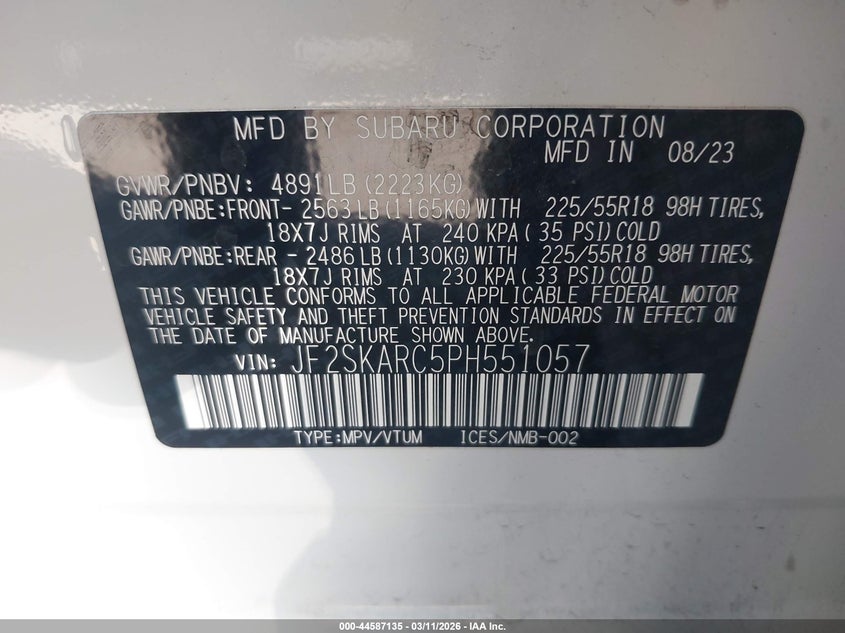 MFD BY SUBARU CORPORATION
MFD IN 08/23
GVWR/PNBV: 4891LB (2223KG)
GAWR/PNBE:FRONT- 2563LB (1165KG) WITH 225/55R18 98H TIRES,
18X7J RIMS AT 240 KPA ( 35 PSI) COLD
GAWR/PNBE:REAR - 2486LB (1130KG) WITH 225/55R18 98H TIRES,
18X7J RIMS AT 230 KPA ( 33 PSI) COLD
THIS VEHICLE CONFORMS TO ALL APPLICABLE FEDERAL MOTOR
VEHICLE SAFETY AND THEFT PREVENTION STANDARDS IN EFFECT ON
THE DATE OF MANUFACTURE SHOWN ABOVE.
VIN: JF2SKARC5PH551057
TYPE:MPV/VTUM ICES/NMB-002
000-44587135 - 03/11/2026 - IAA Inc.